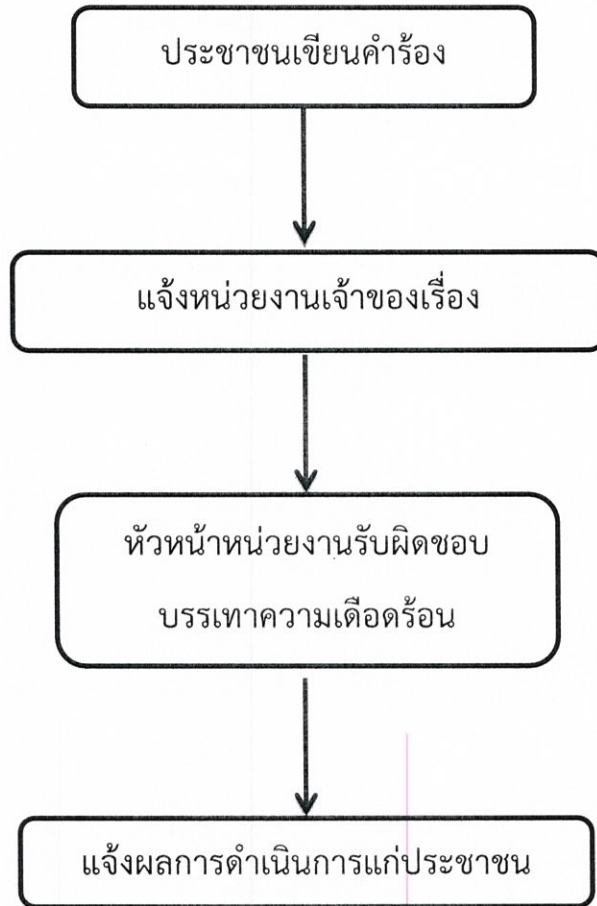 ประชาชนเขียนคำร้อง
แจ้งหน่วยงานเจ้าของเรื่อง
หัวหน้าหน่วยงานรับผิดชอบ
บรรเทาความเดือดร้อน
แจ้งผลการดำเนินการแก่ประชาชน